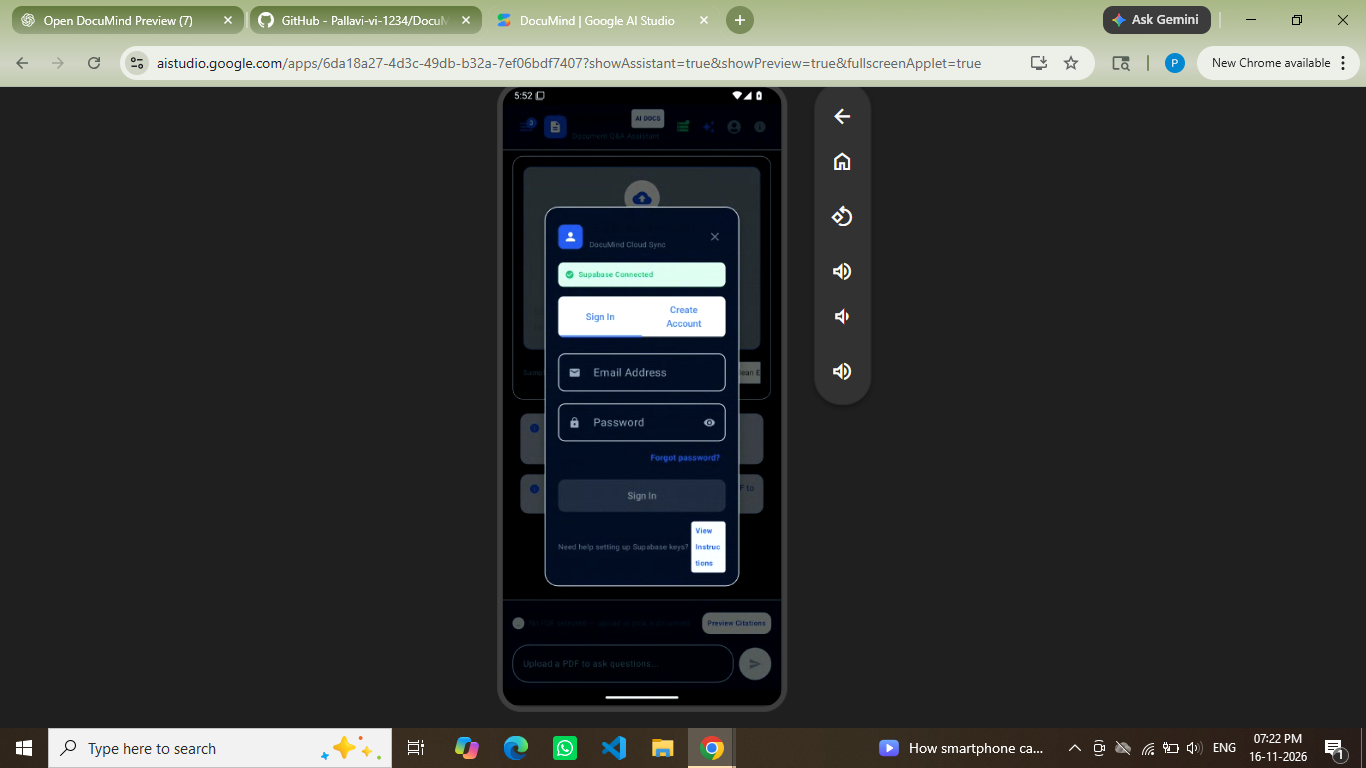 Open DocuMind Preview (7)
GitHub - Pallavi-vi-1234/DocuM
DocuMind | Google AI Studio
Ask Gemini
aistudio.google.com/apps/6da18a27-4d3c-49db-b32a-7ef06bdf7407?showAssistant=true&showPreview=true&fullscreenApplet=true
P
New Chrome available
5:52
3
AI DOCS
Document Q&A Assistant
DocuMind Cloud Sync
Supabase Connected
Sign In
Create
Account
Email Address
Password
Forgot password?
Sign In
Need help setting up Supabase keys?
View
Instruc
tions
Preview Citations
Upload a PDF to ask questions...
Type here to search
How smartphone ca...
ENG
07:22 PM
16-11-2026
1